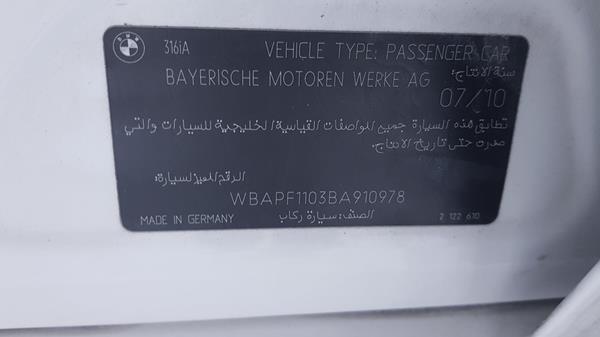 BMW
316iA VEHICLE TYPE: PASSENGER CAR
سنة الانتاج:
BAYERISCHE MOTOREN WERKE AG
07/10
تطابق هذه السيارة جميع المواصفات القياسية الخليجية للسيارات والتي
صدرت حتى تاريخ الانتاج.
الرقم المميز للسيارة:
WBAPF1103BA910978
الصنف: سيارة ركاب
MADE IN GERMANY 2 122 610